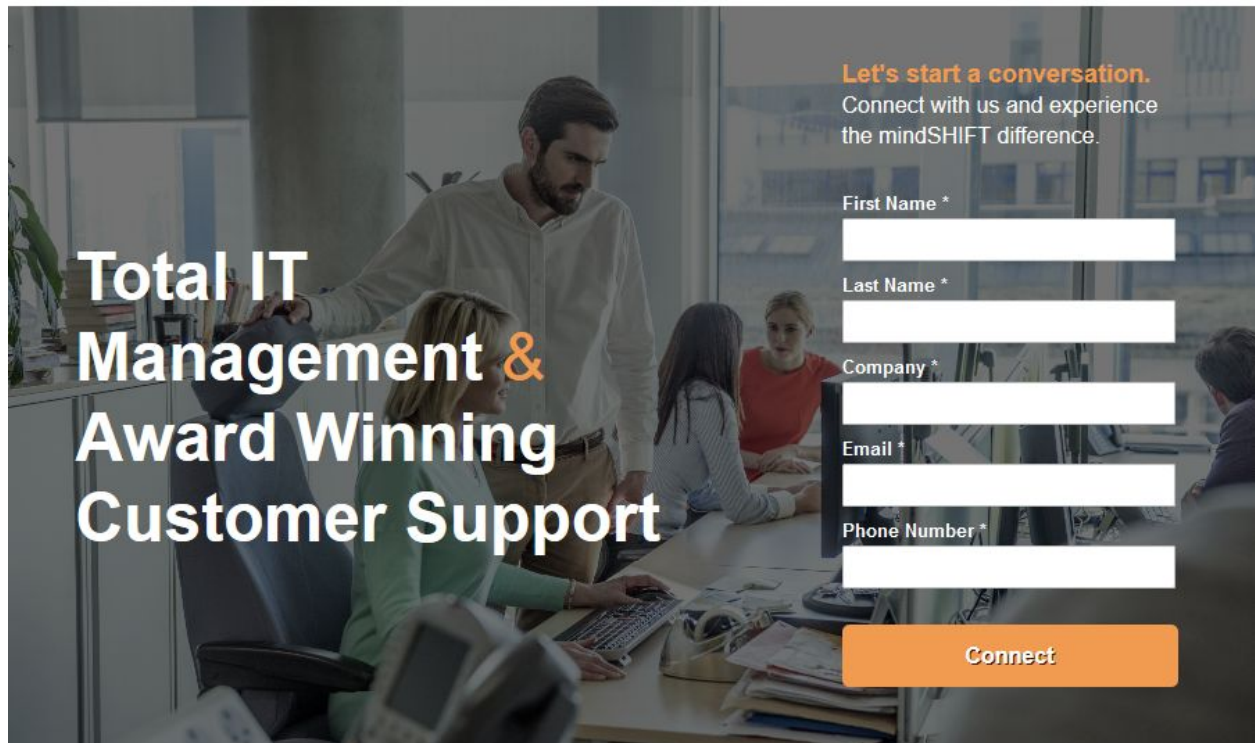 Total IT
Management &
Award Winning
Customer Support
Let's start a conversation.
Connect with us and experience
the mindSHIFT difference.
First Name *
Last Name *
Company *
Email *
Phone Number *
Connect